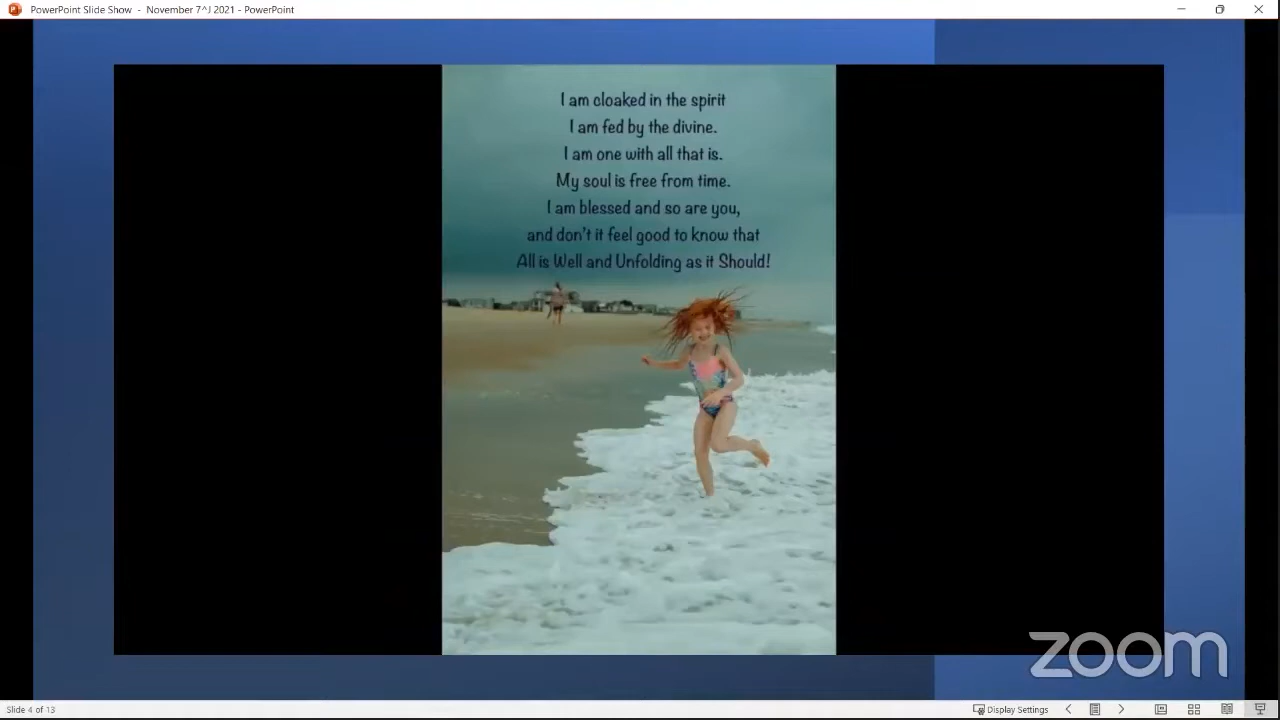 PowerPoint Slide Show - November 7^J 2021 - PowerPoint
I am cloaked in the spirit
I am fed by the divine.
I am one with all that is.
My soul is free from time.
I am blessed and so are you,
and don't it feel good to know that
All is Well and Unfolding as it Should!
zoom
Slide 4 of 13
Display Settings